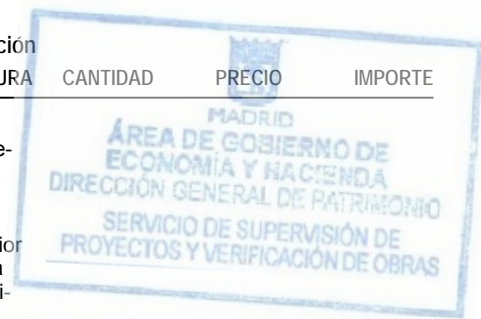 ción
URA CANTIDAD PRECIO IMPORTE
MADRID
ÁREA DE GOBIERNO DE
e-
ECONOMÍA Y HACIENDA
DIRECCIÓN GENERAL DE PATRIMONIO
SERVICIO DE SUPERVISIÓN DE
ior
PROYECTOS Y VERIFICACIÓN DE OBRAS
a
i-